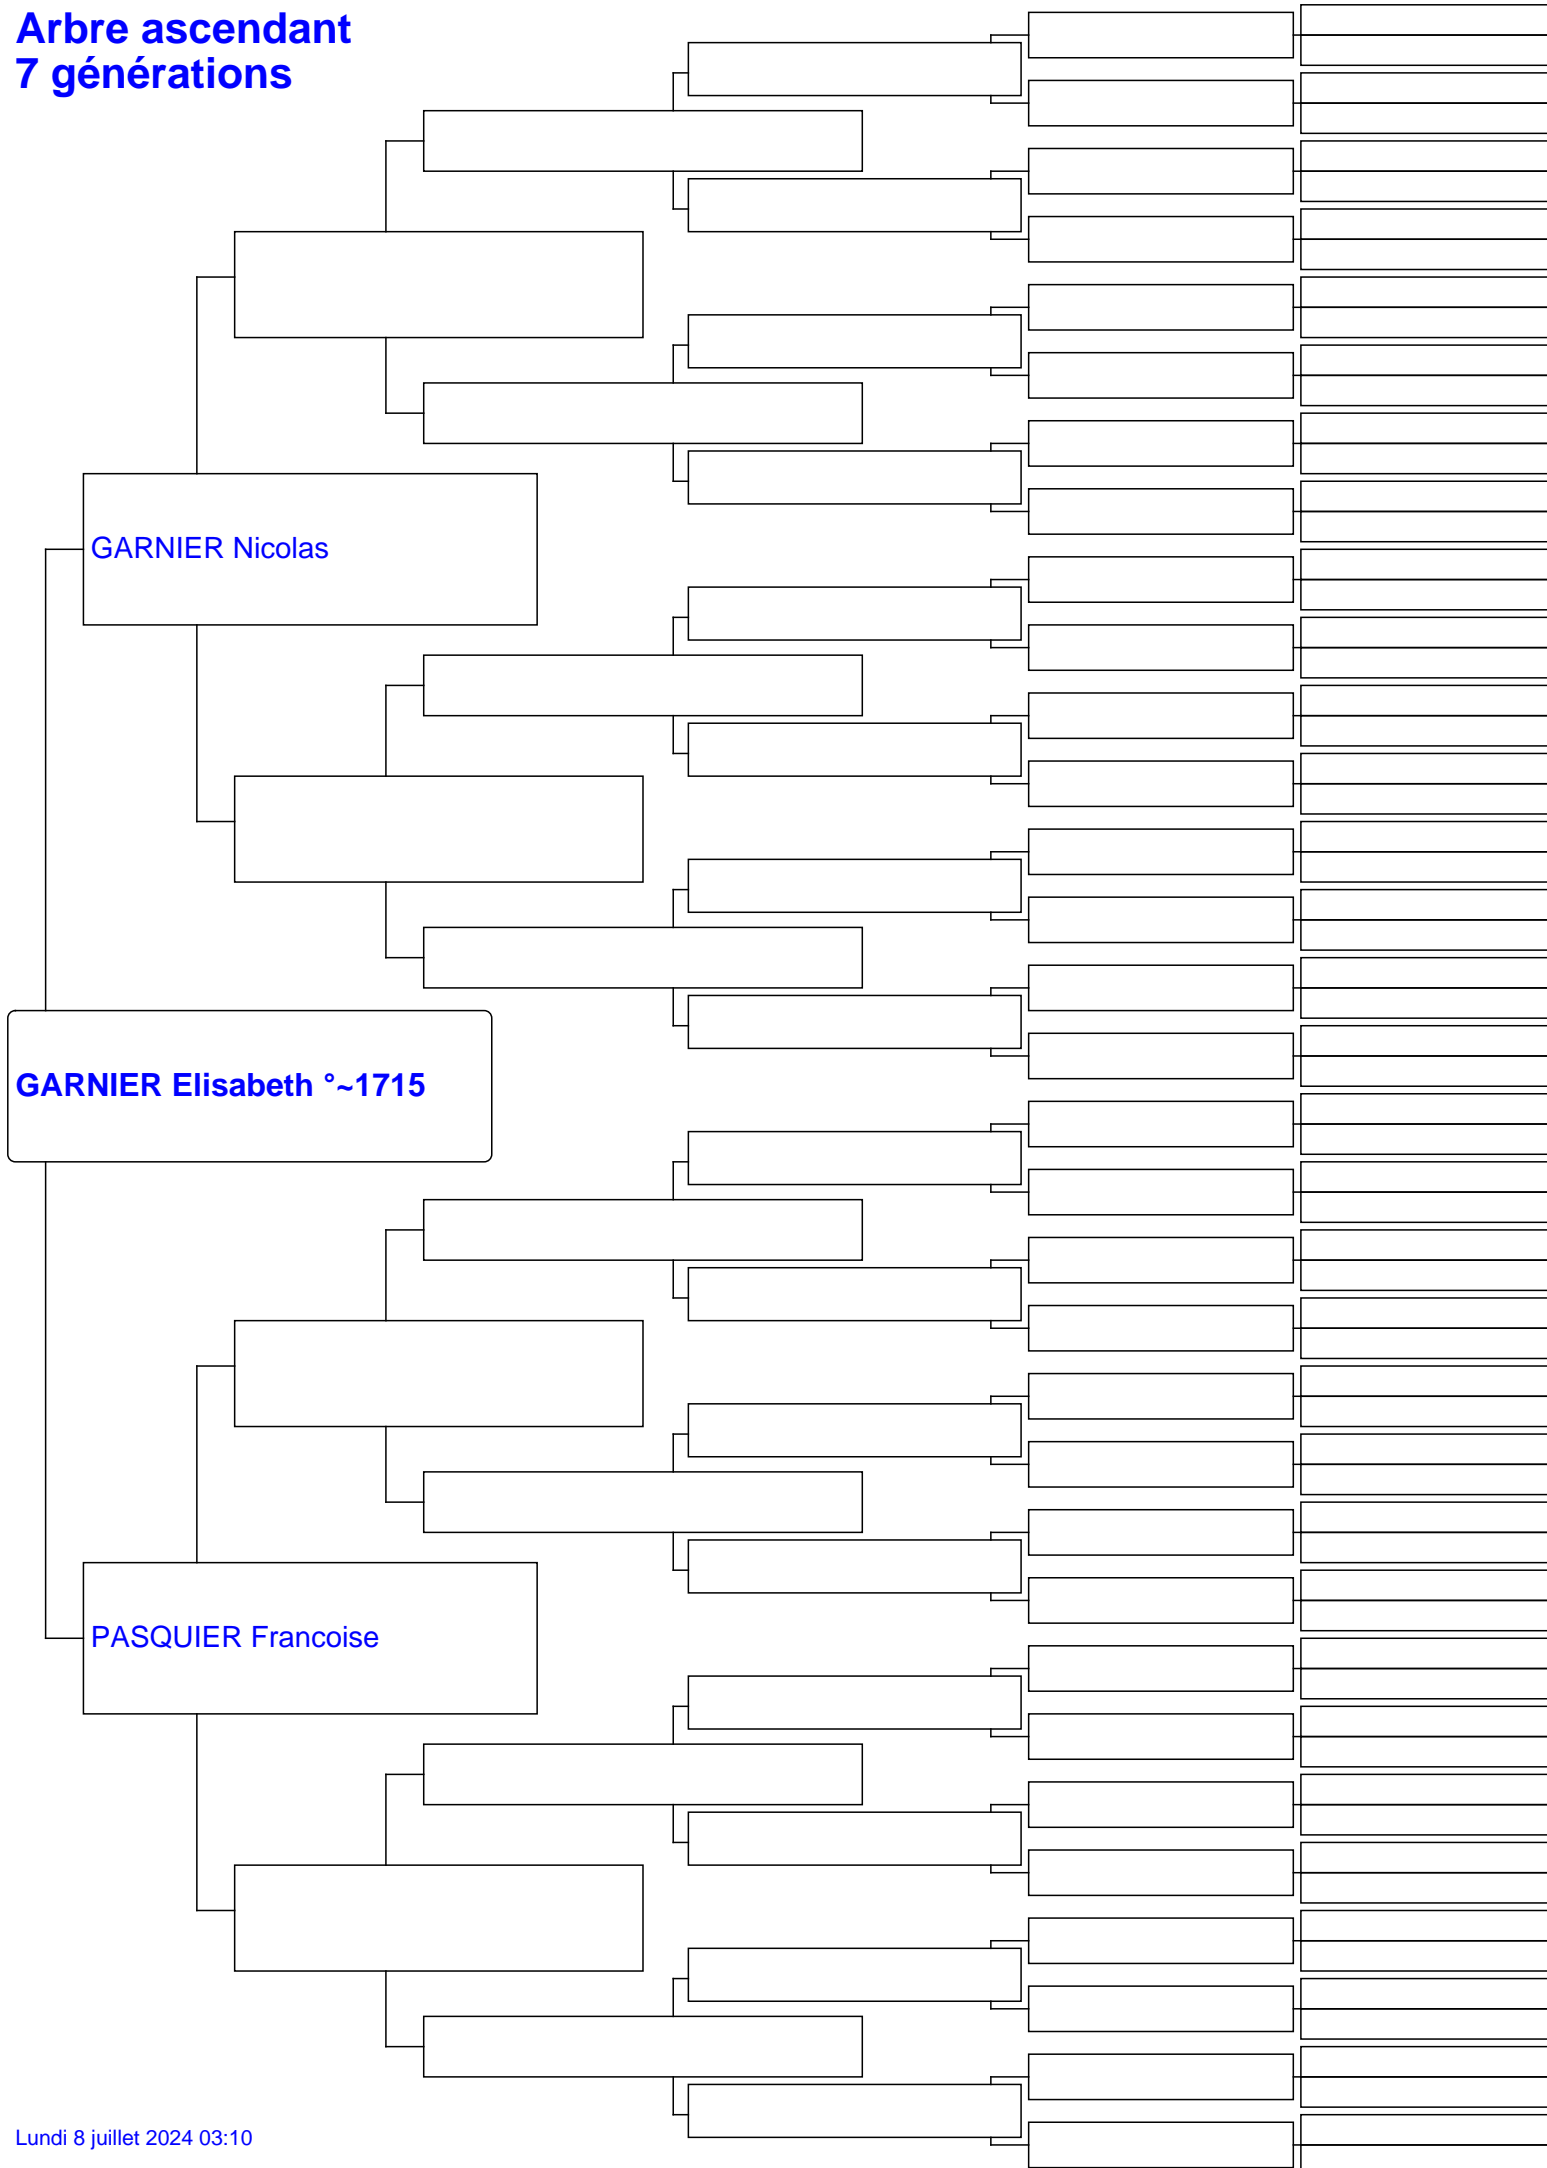 Arbre ascendant
7 générations
GARNIER Nicolas
GARNIER Elisabeth °~1715
PASQUIER Francoise
Lundi 8 juillet 2024 03:10